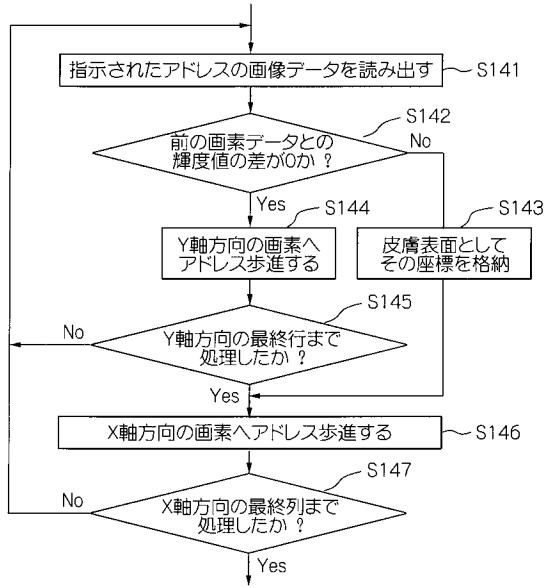 指示されたアドレスの画像データを読み出す
S141
前の画素データとの
輝度値の差が0か？
S142
No
Yes
S144
Y軸方向の画素へ
アドレス歩進する
S143
皮膚表面として
その座標を格納
S145
No
Y軸方向の最終行まで
処理したか？
Yes
X軸方向の画素へアドレス歩進する
S146
S147
No
X軸方向の最終列まで
処理したか？
Yes